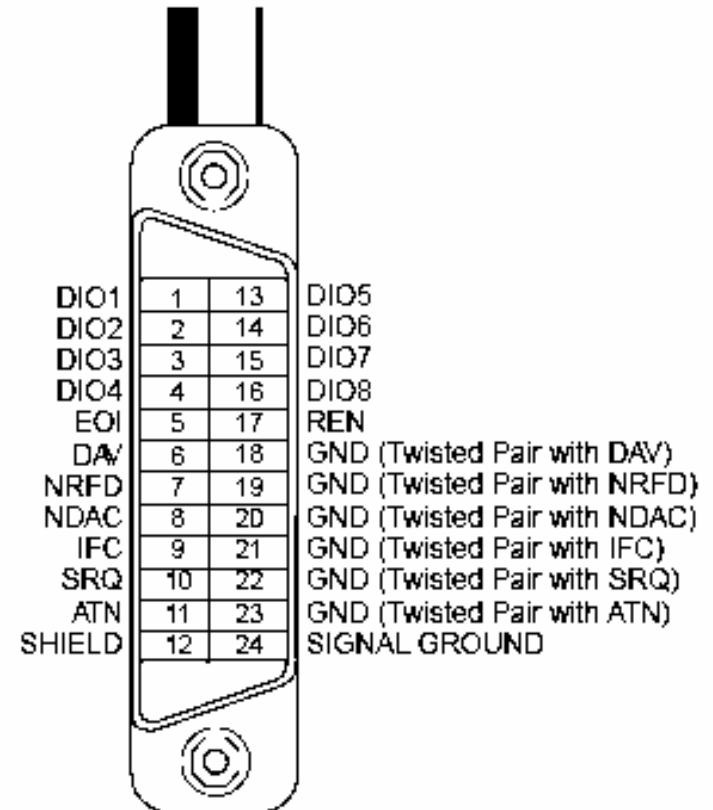 DIO1 1 13 DIO5
DIO2 2 14 DIO6
DIO3 3 15 DIO7
DIO4 4 16 DIO8
EOI 5 17 REN
DAV 6 18 GND (Twisted Pair with DAV)
NRFD 7 19 GND (Twisted Pair with NRFD)
NDAC 8 20 GND (Twisted Pair with NDAC)
IFC 9 21 GND (Twisted Pair with IFC)
SRQ 10 22 GND (Twisted Pair with SRQ)
ATN 11 23 GND (Twisted Pair with ATN)
SHIELD 12 24 SIGNAL GROUND